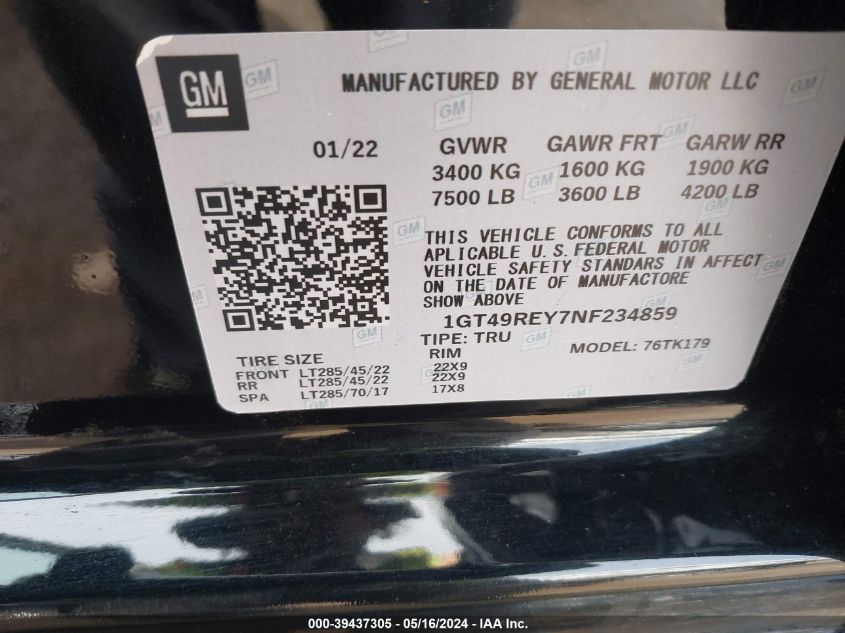 GM
MANUFACTURED BY GENERAL MOTOR LLC
01/22 GVWR GAWR FRT GARW RR
3400 KG 1600 KG 1900 KG
7500 LB 3600 LB 4200 LB
THIS VEHICLE CONFORMS TO ALL
APLICABLE U.S.FEDERAL MOTOR
VEHICLE SAFETY STANDARS IN AFFECT
ON THE DATE OF MANUFACTORE
SHOW ABOVE
1GT49REY7NF234859
TIPE: TRU MODEL: 76TK179
TIRE SIZE RIM
FRONT LT285/45/22 22X9
RR LT285/45/22 22X9
SPA LT285/70/17 17X8
000-39437305 - 05/16/2024 - IAA Inc.